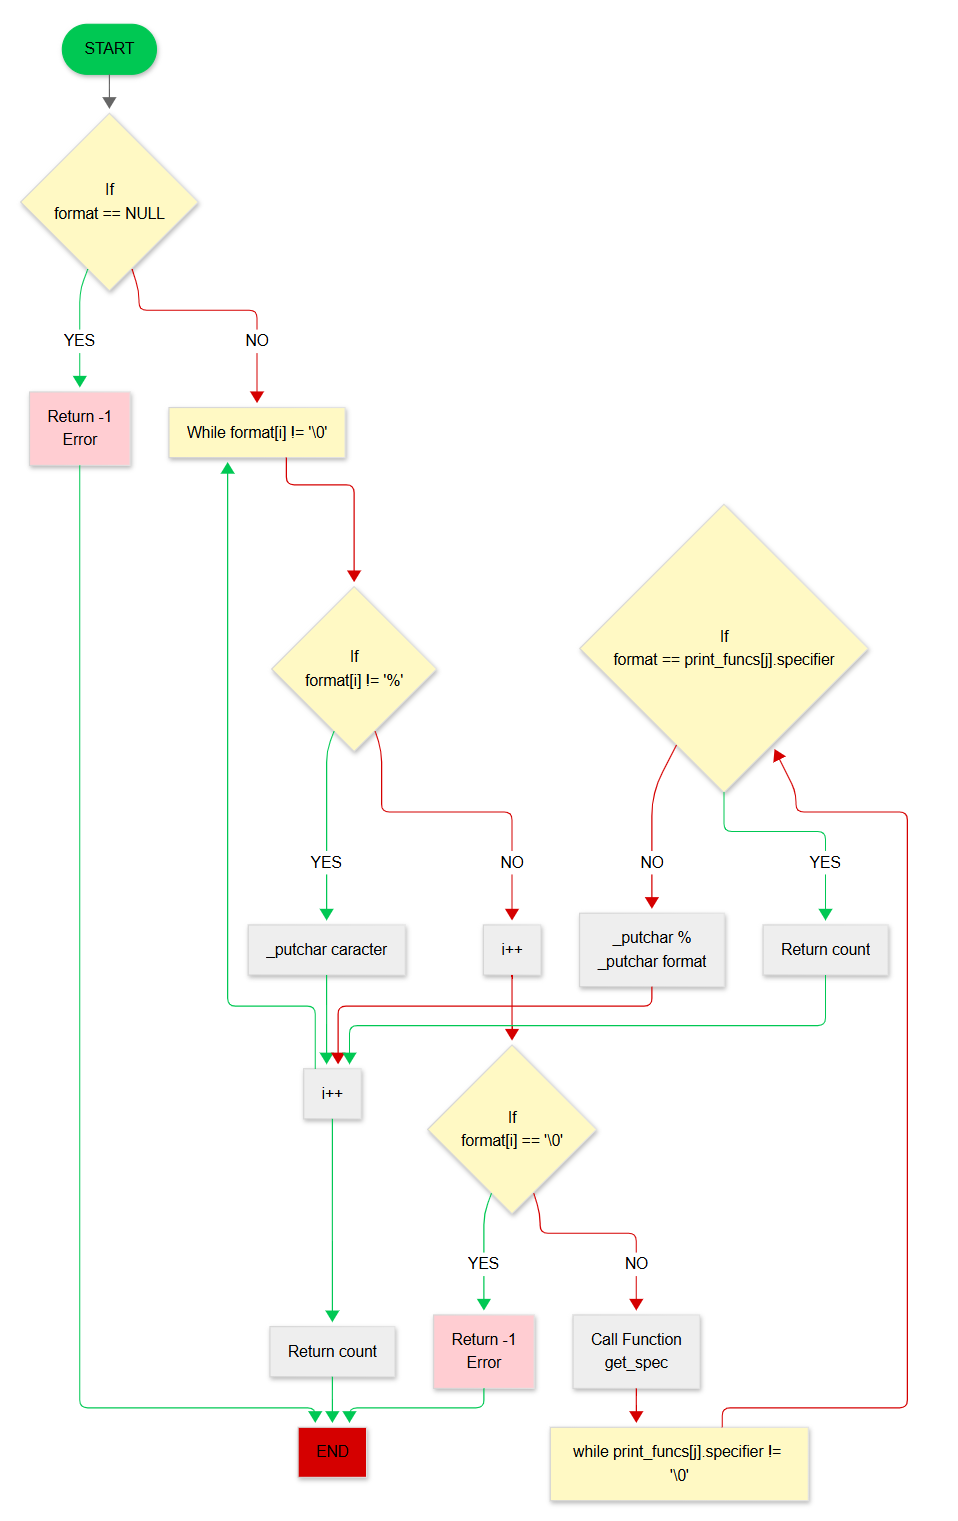 START
If
format == NULL
YES
NO
Return -1
Error
While format[i] != '\0'
If
format[i] != '%'
If
format == print_funcs[j].specifier
YES
NO
NO
YES
_putchar caracter
i++
_putchar %
_putchar format
Return count
i++
If
format[i] == '\0'
YES
NO
Return count
Return -1
Error
Call Function
get_spec
END
while print_funcs[j].specifier !=
'\0'